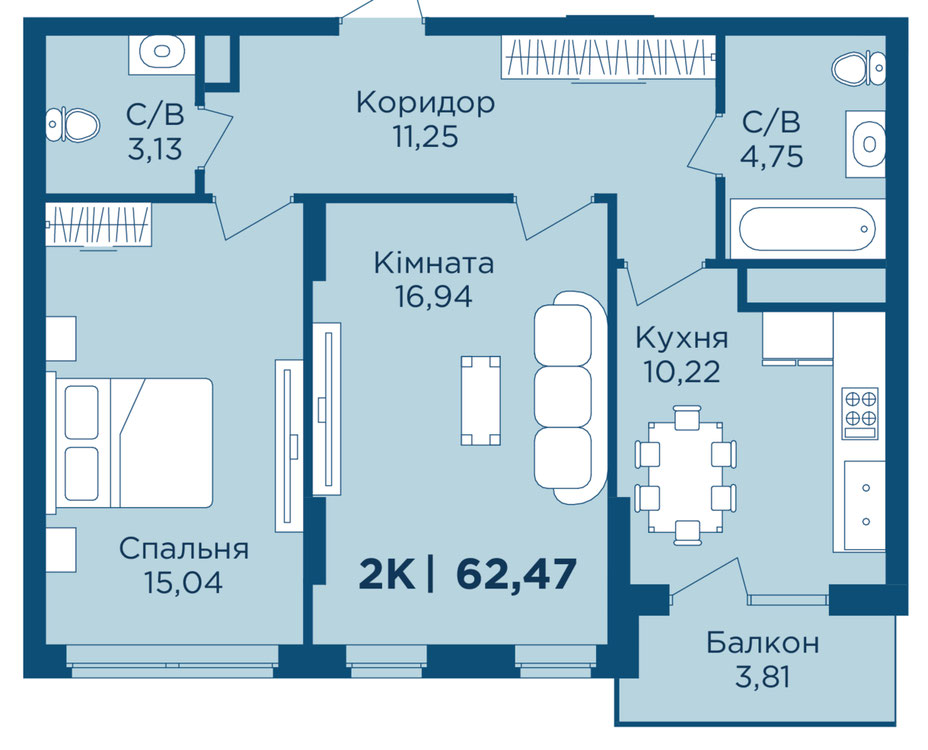 С/В
3,13
Коридор
11,25
С/В
4,75
Кімната
16,94
Кухня
10,22
Спальня
15,04
2К | 62,47
Балкон
3,81